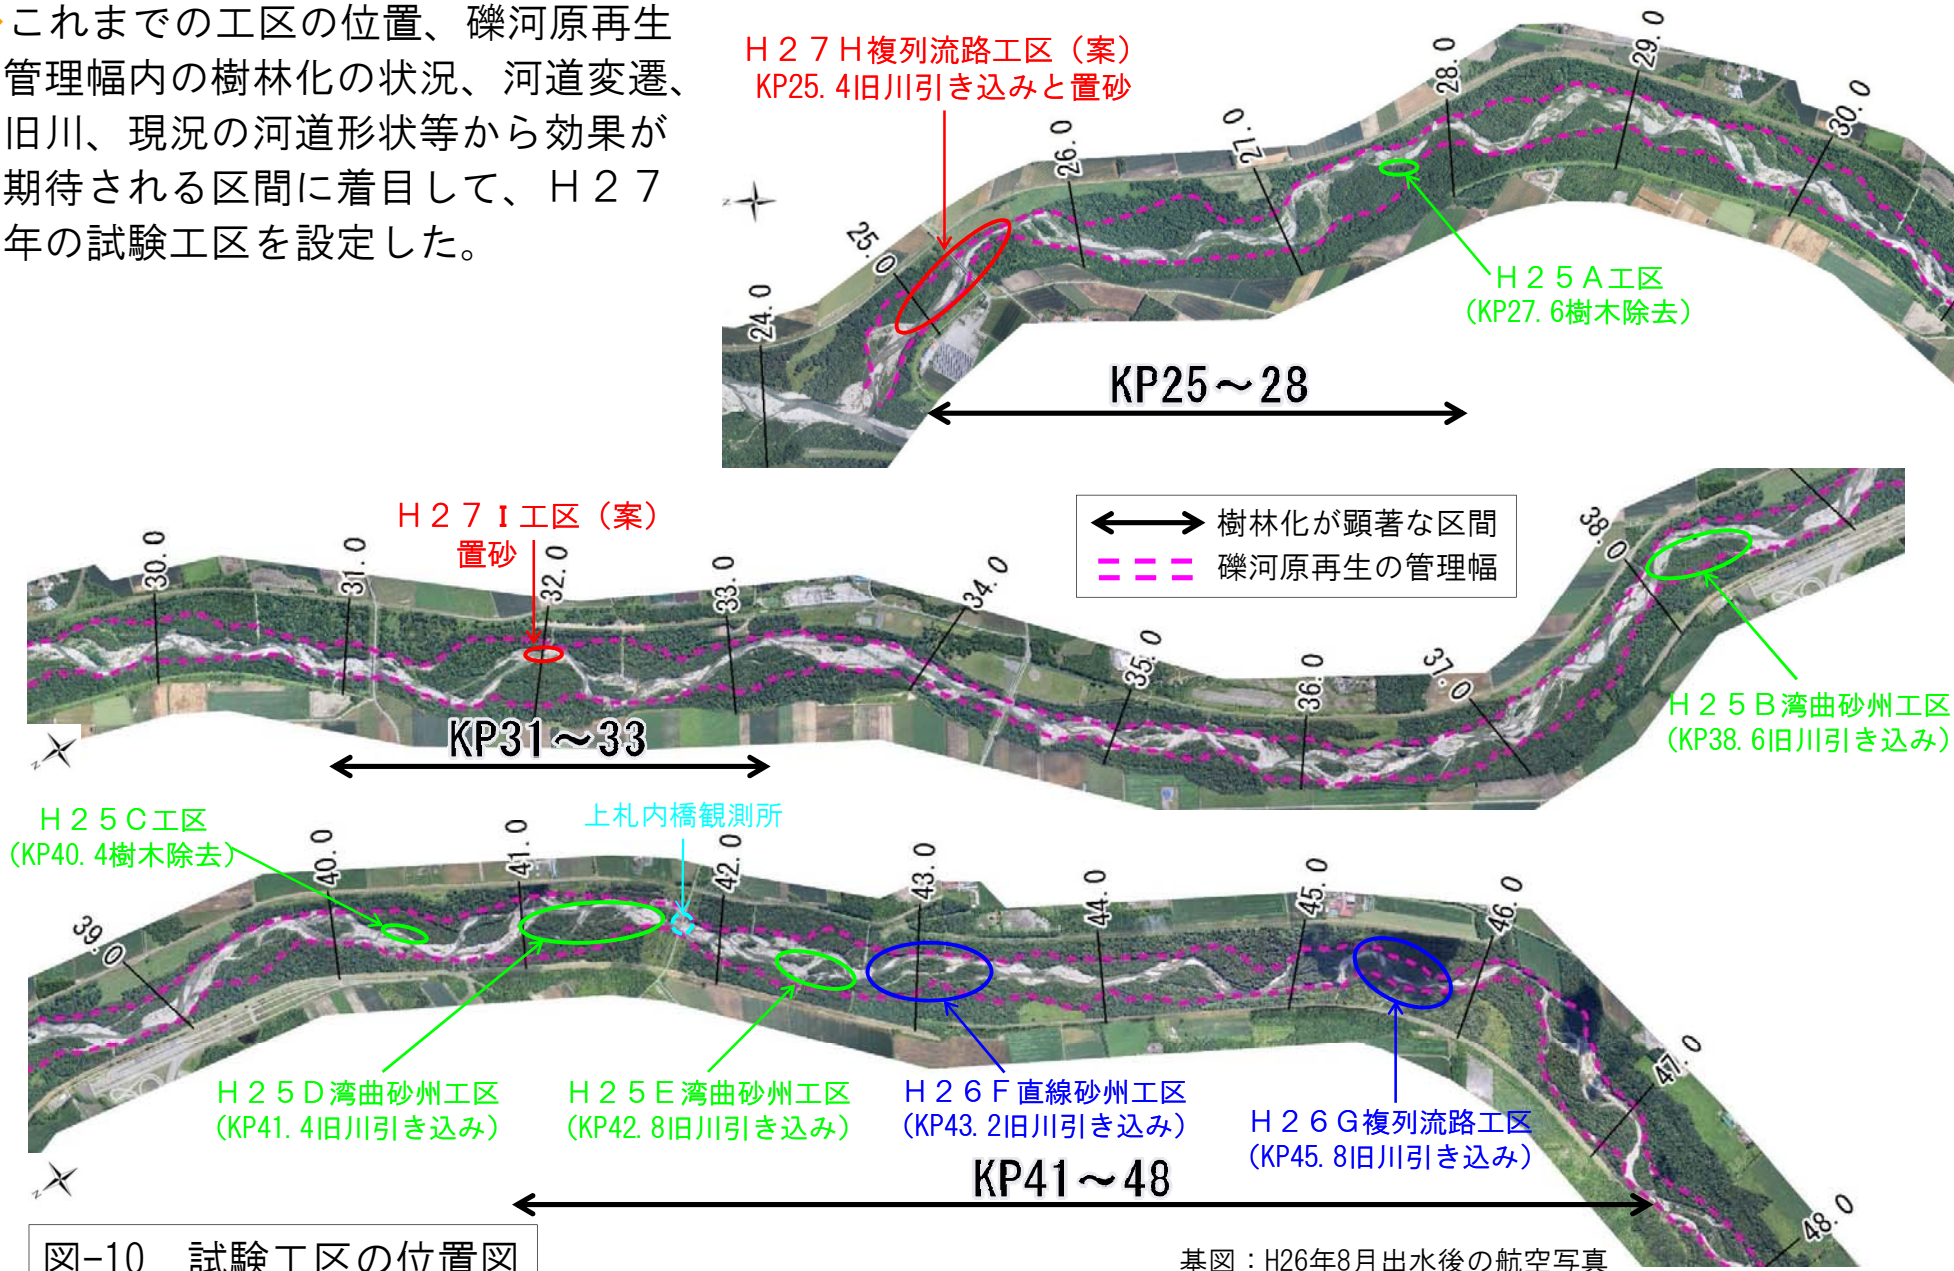 これまでの工区の位置、礫河原再生
管理幅内の樹林化の状況、河道変遷、
旧川、現況の河道形状等から効果が
期待される区間に着目して、Ｈ２７
年の試験工区を設定した。
Ｈ２７Ｈ複列流路工区（案）
KP25.4旧川引き込みと置砂
24.0
25.0
26.0
27.0
28.0
29.0
30.0
Ｈ２５Ａ工区
(KP27.6樹木除去)
KP25～28
樹林化が顕著な区間
礫河原再生の管理幅
Ｈ２７Ｉ工区（案）
置砂
30.0
31.0
32.0
33.0
34.0
35.0
36.0
37.0
38.0
KP31～33
Ｈ２５Ｂ湾曲砂州工区
(KP38.6旧川引き込み)
Ｈ２５Ｃ工区
(KP40.4樹木除去)
上札内橋観測所
39.0
40.0
41.0
42.0
43.0
44.0
45.0
46.0
47.0
48.0
Ｈ２５Ｄ湾曲砂州工区
(KP41.4旧川引き込み)
Ｈ２５Ｅ湾曲砂州工区
(KP42.8旧川引き込み)
Ｈ２６Ｆ直線砂州工区
(KP43.2旧川引き込み)
Ｈ２６Ｇ複列流路工区
(KP45.8旧川引き込み)
KP41～48
図-10　試験工区の位置図
基図：H26年8月出水後の航空写真